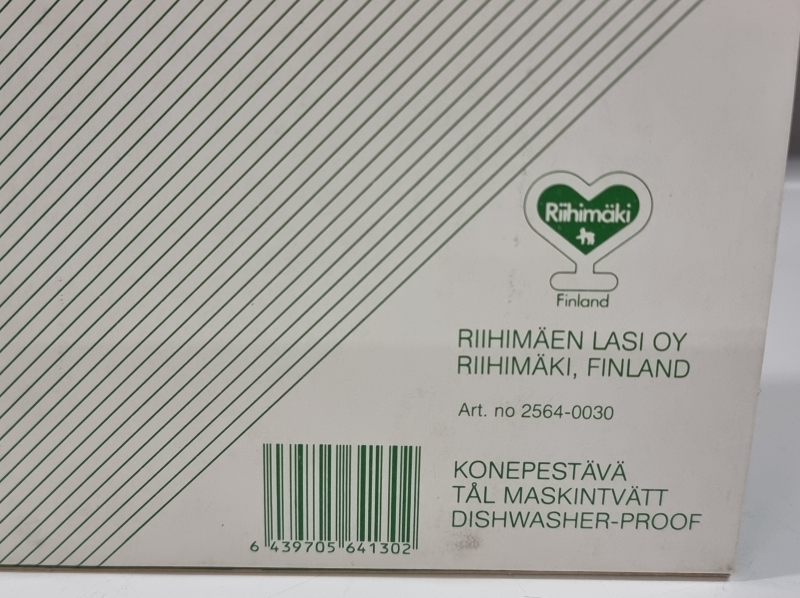 Riihimäki
Finland
RIIHIMÄEN LASI OY
RIIHIMÄKI, FINLAND
Art. no 2564-0030
KONEPESTÄVÄ
TÅL MASKINTVÄTT
DISHWASHER-PROOF
6 439705 641302